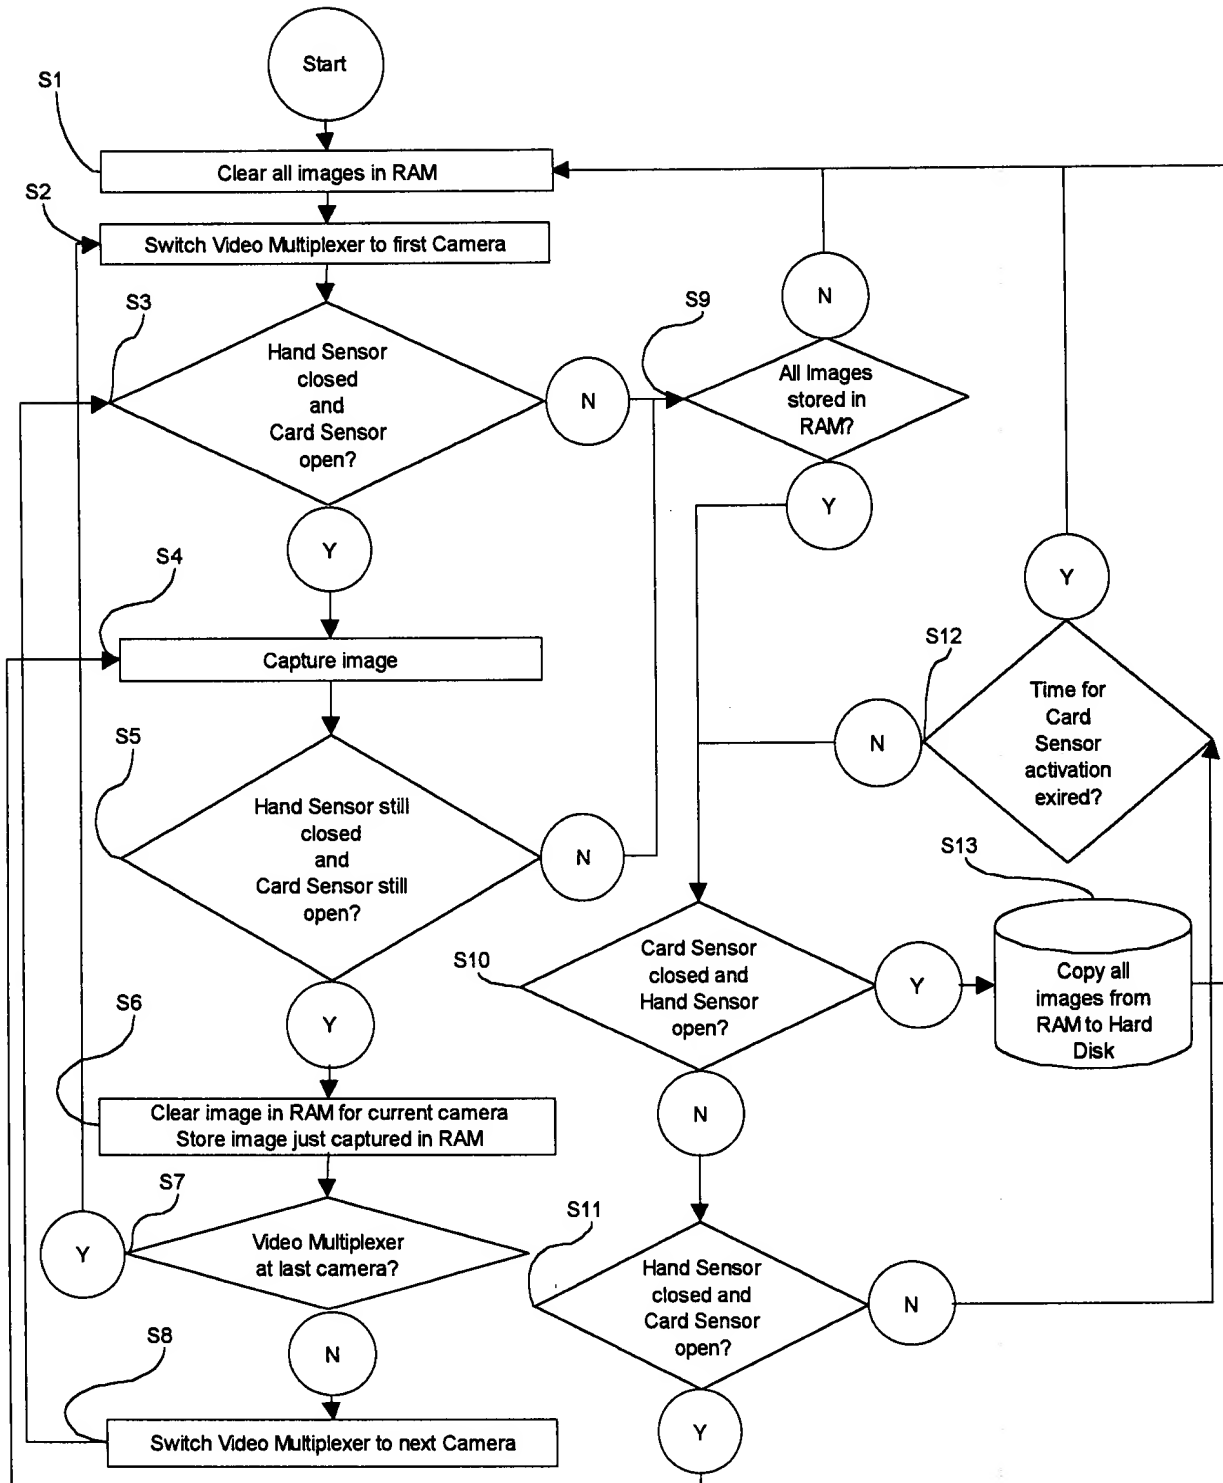 Start
S1
Clear all images in RAM
S2
Switch Video Multiplexer to first Camera
S3
Hand Sensor
closed
and
Card Sensor
open?
N
Y
S9
N
All Images
stored in
RAM?
Y
S4
Capture image
S5
Hand Sensor still
closed
and
Card Sensor still
open?
N
Y
S12
Y
Time for
Card
Sensor
activation
exired?
N
S10
Card Sensor
closed and
Hand Sensor
open?
Y
N
S13
Copy all
images from
RAM to Hard
Disk
S6
Clear image in RAM for current camera
Store image just captured in RAM
S7
Video Multiplexer
at last camera?
Y
N
S11
Hand Sensor
closed and
Card Sensor
open?
N
Y
S8
Switch Video Multiplexer to next Camera